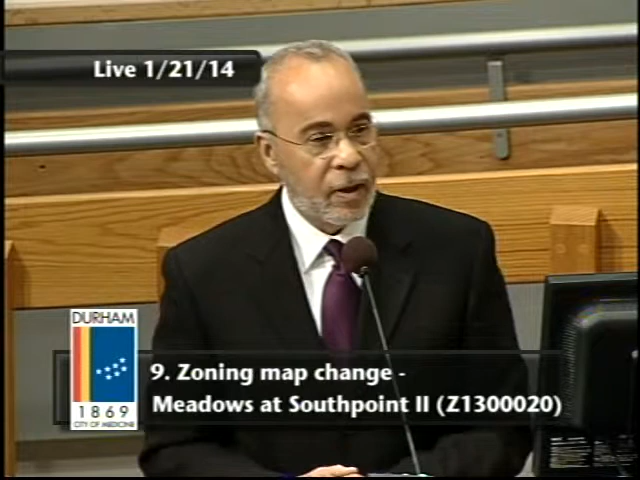 Live 1/21/14
DURHAM
1869
CITY OF MEDICINE
9. Zoning map change -
Meadows at Southpoint II (Z1300020)